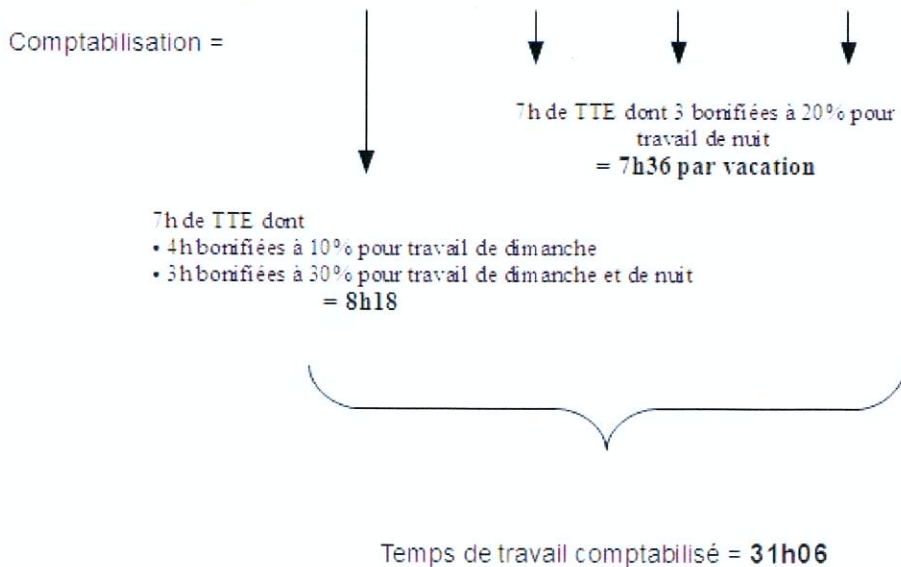 Comptabilisation =
7h de TTE dont 3 bonifiées à 20% pour
travail de nuit
= 7h36 par vacation
7h de TTE dont
• 4h bonifiées à 10% pour travail de dimanche
• 3h bonifiées à 30% pour travail de dimanche et de nuit
= 8h18
Temps de travail comptabilisé = 31h06